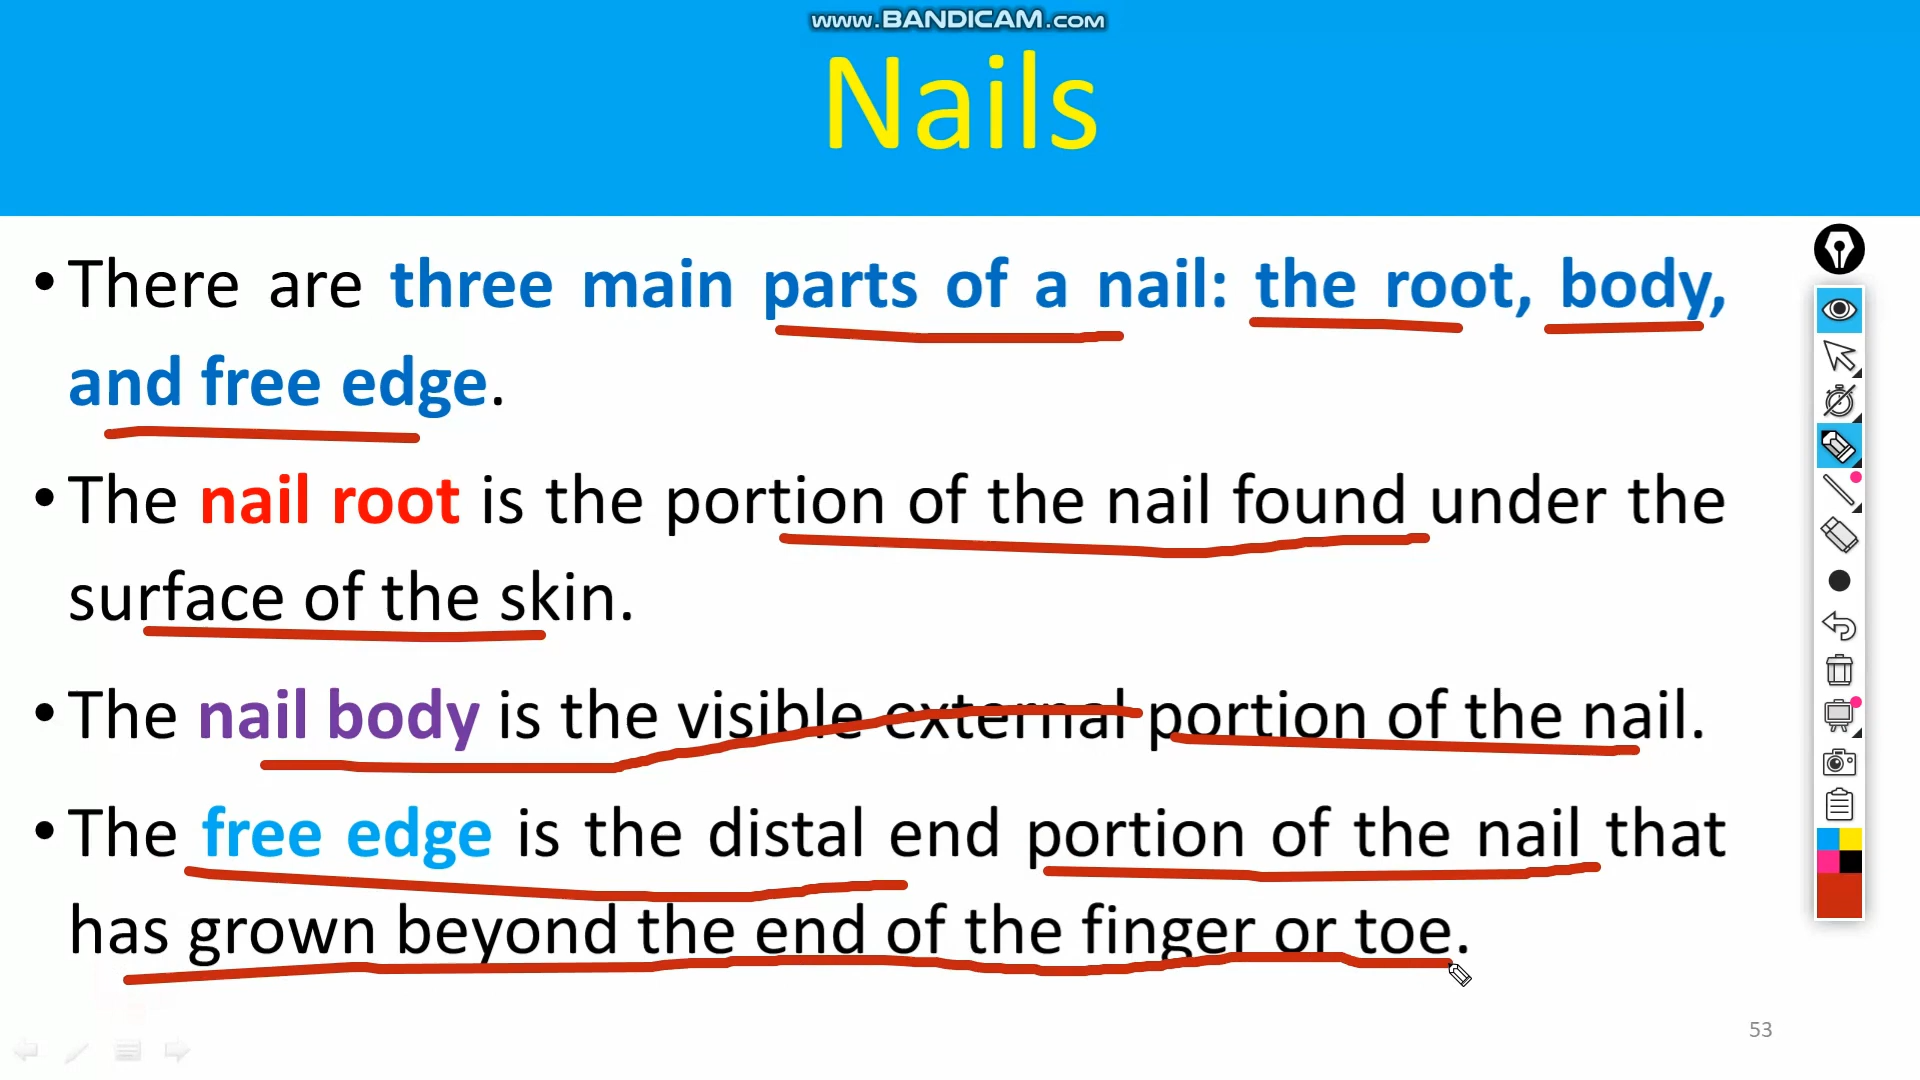 www.BANDICAM.com
Nails
• There are three main parts of a nail: the root, body,
and free edge.
• The nail root is the portion of the nail found under the
surface of the skin.
• The nail body is the visible external portion of the nail.
• The free edge is the distal end portion of the nail that
has grown beyond the end of the finger or toe.
53